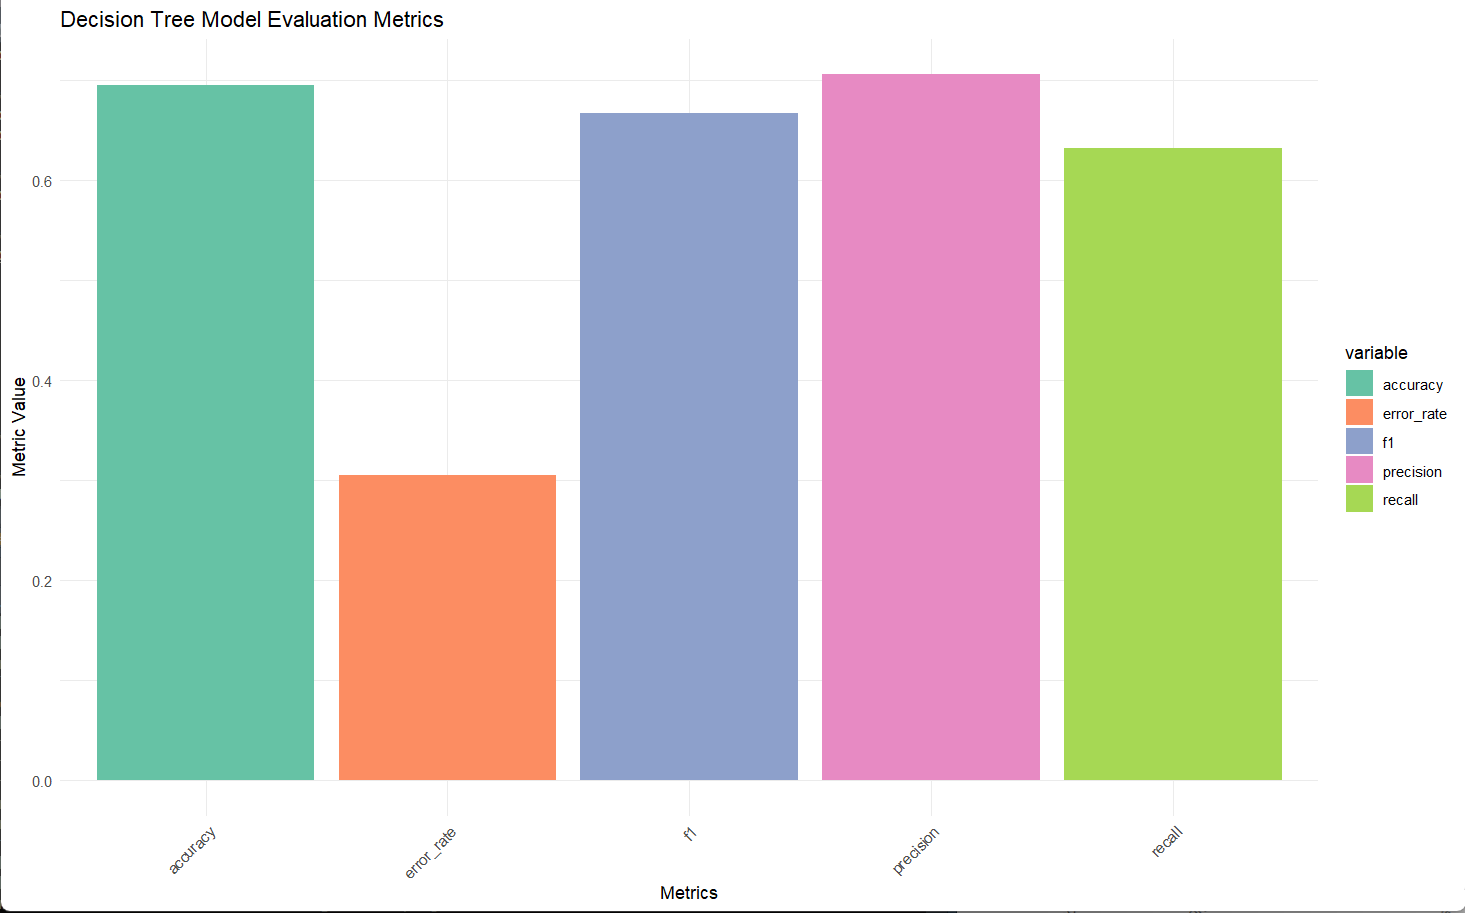 Decision Tree Model Evaluation Metrics
0.6
0.4
0.2
0.0
Metric Value
accuracy
error_rate
f1
precision
recall
Metrics
variable
accuracy
error_rate
f1
precision
recall